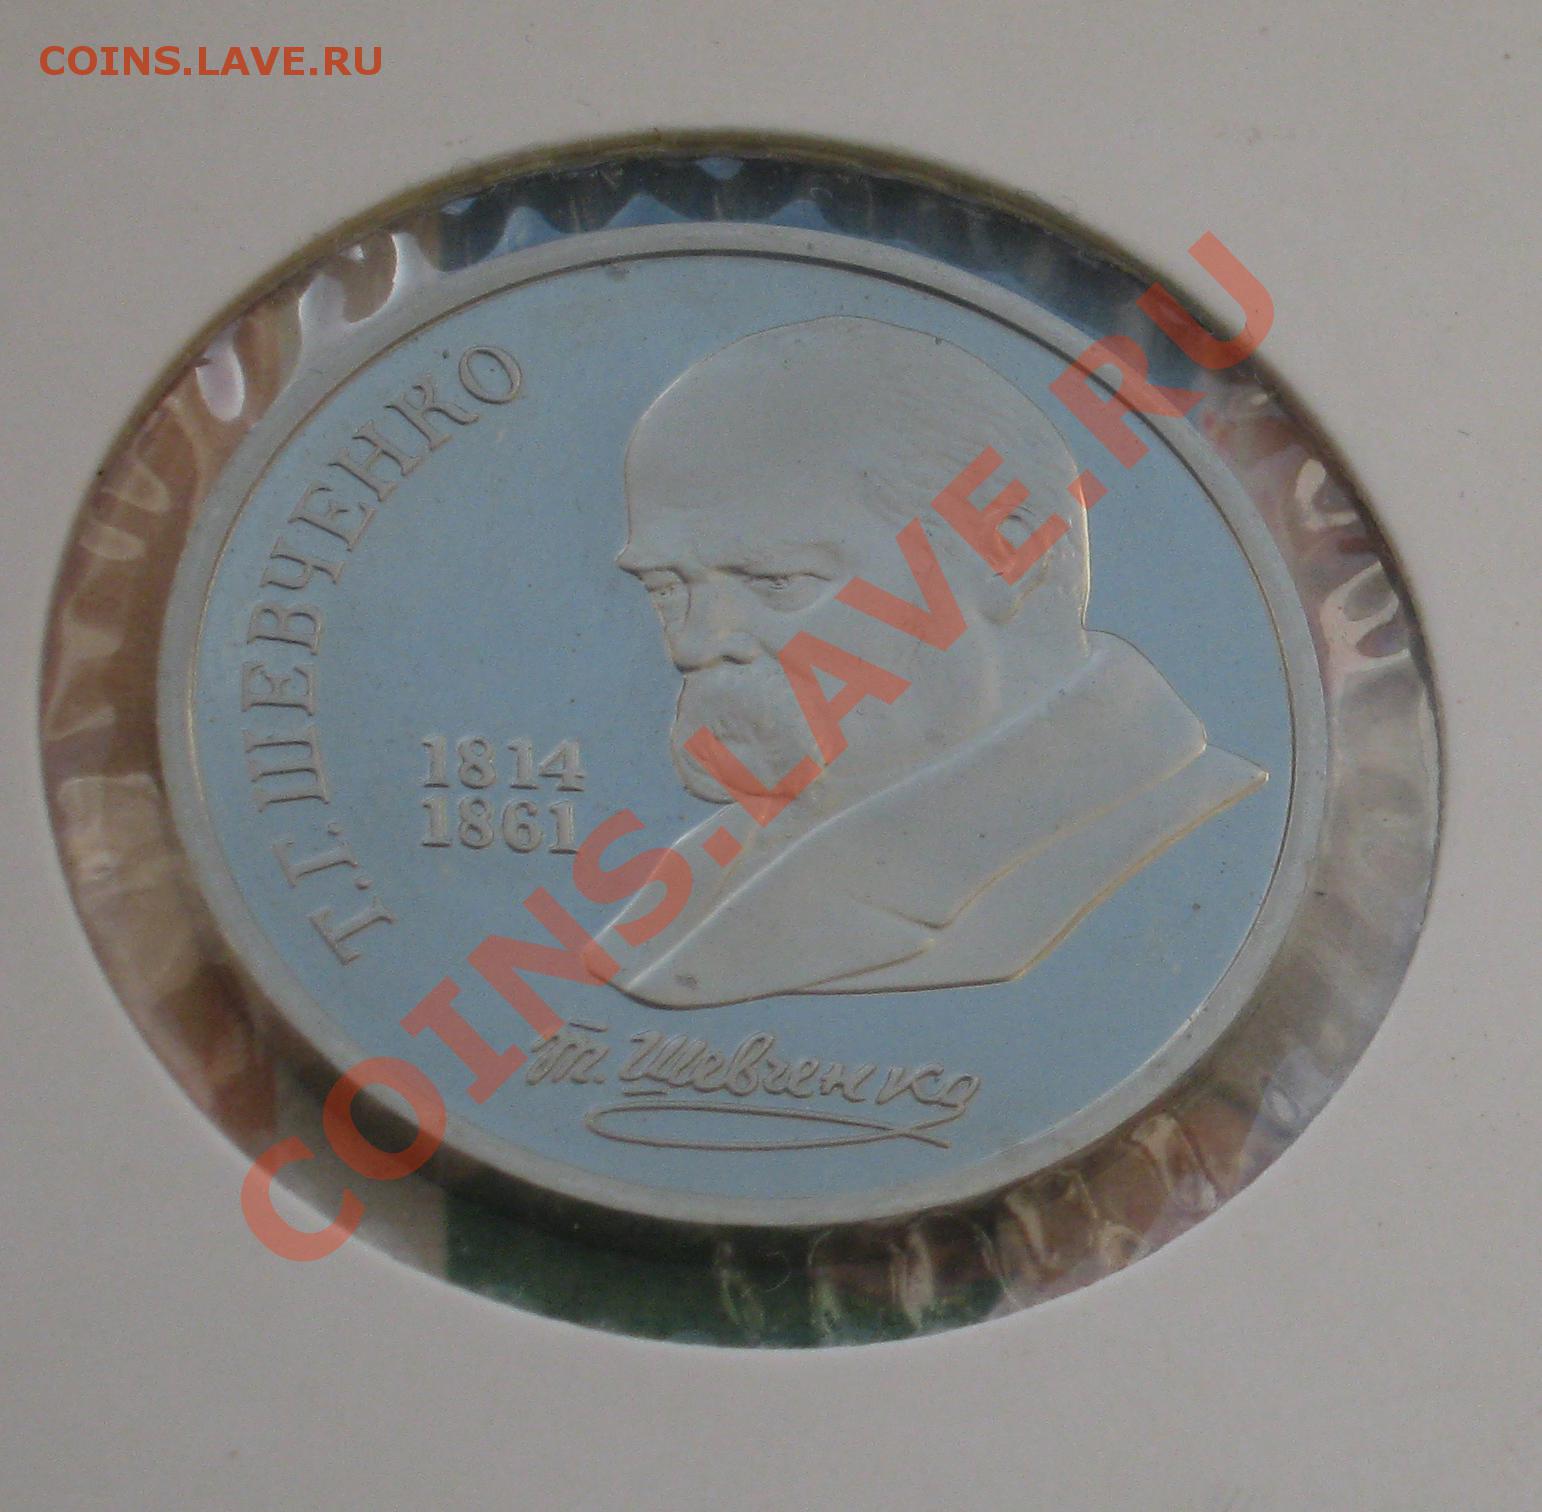 COINS.LAVE.RU
Т.Г. ШЕВЧЕНКО
1814
1861
Т. Шевченко
COINS.LAVE.RU